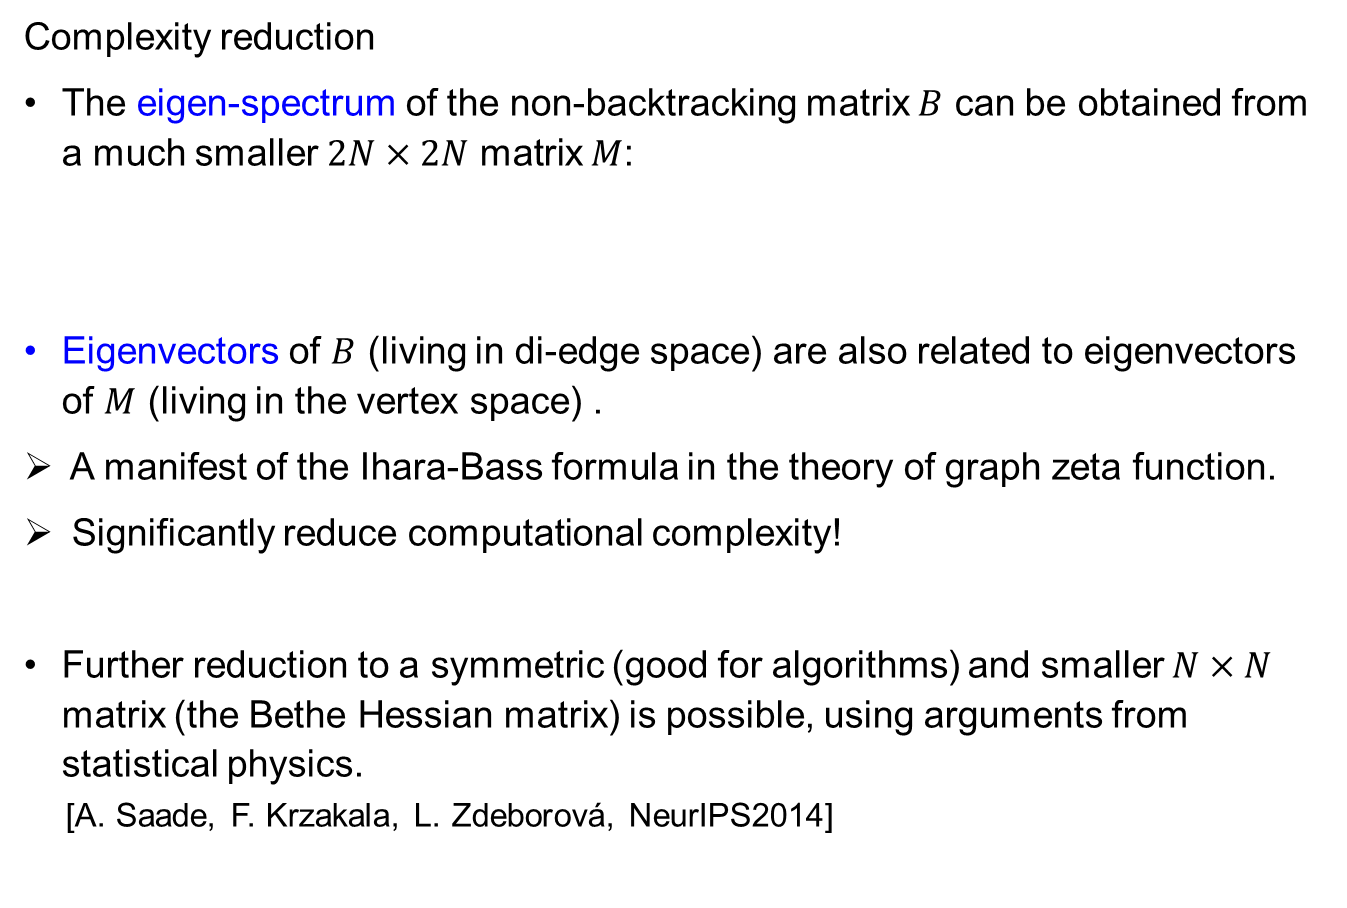 Complexity reduction
• The eigen-spectrum of the non-backtracking matrix B can be obtained from
a much smaller 2N × 2N matrix M:
• Eigenvectors of B (living in di-edge space) are also related to eigenvectors
of M (living in the vertex space) .
➢ A manifest of the Ihara-Bass formula in the theory of graph zeta function.
➢ Significantly reduce computational complexity!
• Further reduction to a symmetric (good for algorithms) and smaller N × N
matrix (the Bethe Hessian matrix) is possible, using arguments from
statistical physics.
[A. Saade, F. Krzakala, L. Zdeborová, NeurIPS2014]